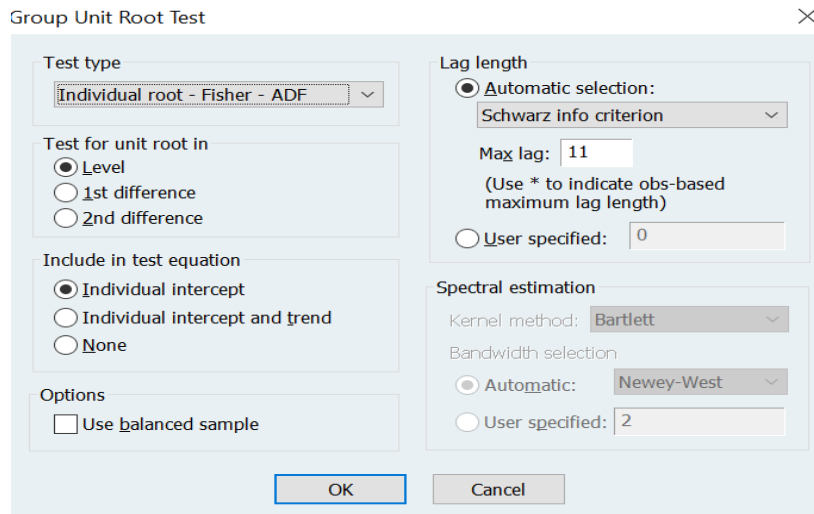 Group Unit Root Test
Test type
Individual root - Fisher - ADF
Test for unit root in
Level
1st difference
2nd difference
Include in test equation
Individual intercept
Individual intercept and trend
None
Options
Use balanced sample
Lag length
Automatic selection:
Schwarz info criterion
Max lag: 11
(Use * to indicate obs-based
maximum lag length)
User specified: 0
Spectral estimation
Kernel method: Bartlett
Bandwidth selection
Automatic: Newey-West
User specified: 2
OK Cancel